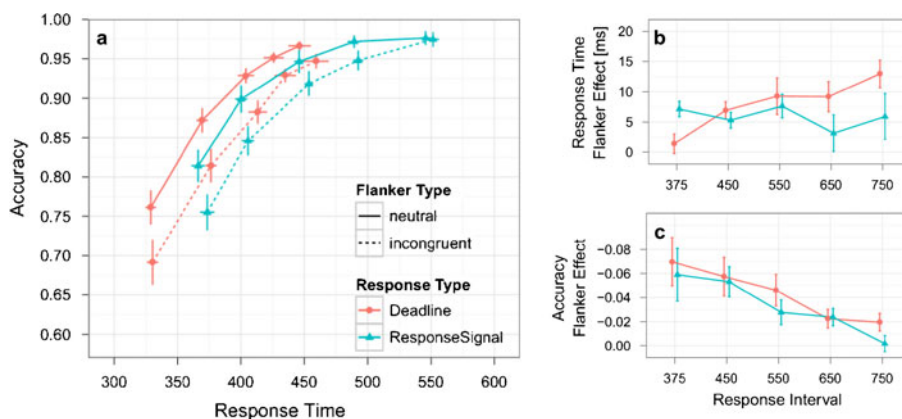 a
Accuracy
1.00
0.95
0.90
0.85
0.80
0.75
0.70
0.65
0.60
Flanker Type
neutral
incongruent
Response Type
Deadline
ResponseSignal
300 350 400 450 500 550 600
Response Time
b
Response Time
Flanker Effect [ms]
20
15
10
5
0
375 450 550 650 750
c
Accuracy
Flanker Effect
−0.08
−0.06
−0.04
−0.02
0.00
375 450 550 650 750
Response Interval